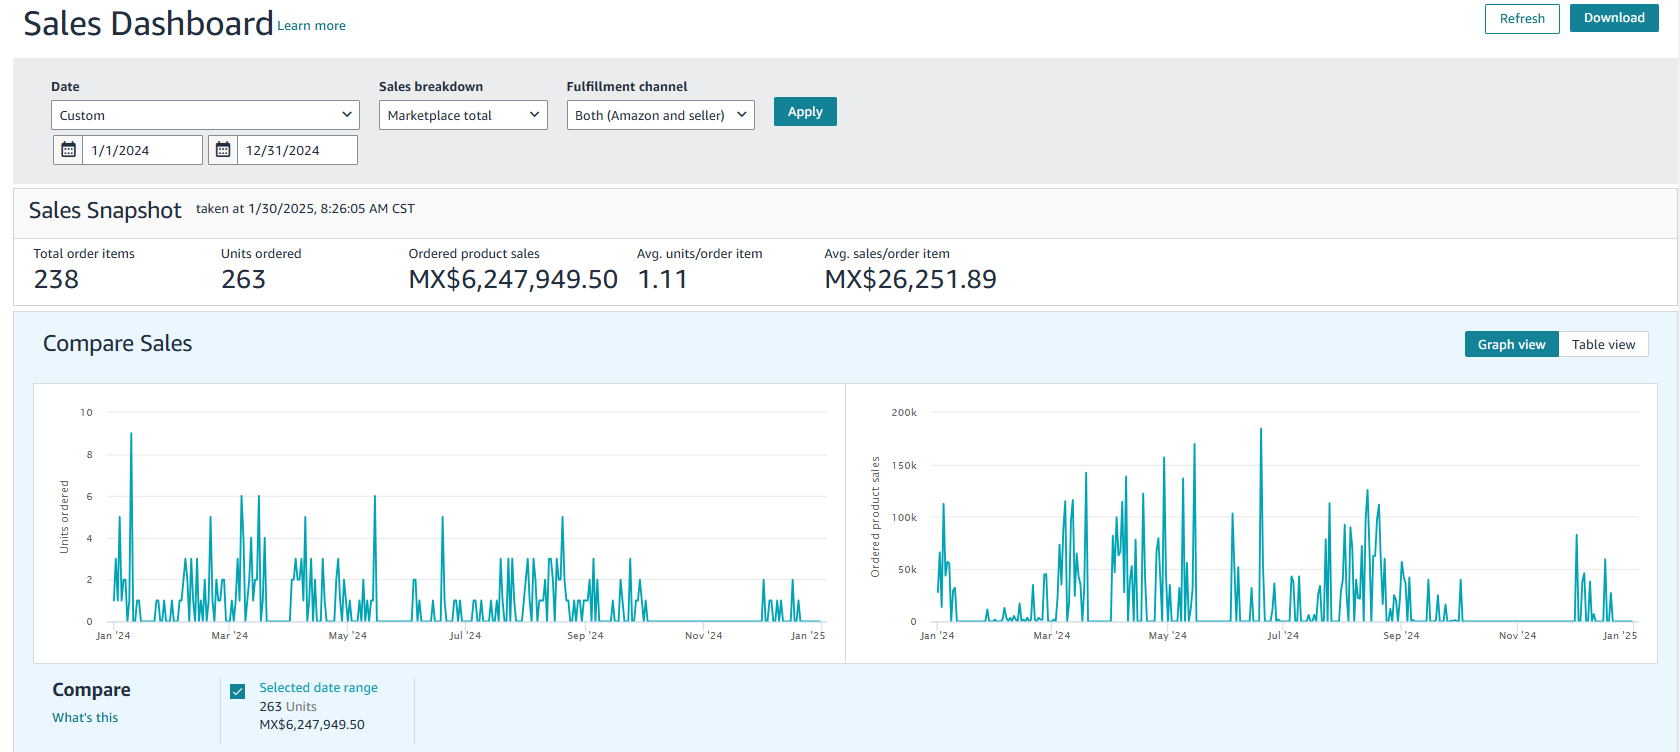 Sales Dashboard Learn more
Refresh Download
Date Sales breakdown Fulfillment channel
Custom Marketplace total Both (Amazon and seller) Apply
1/1/2024 12/31/2024
Sales Snapshot taken at 1/30/2025, 8:26:05 AM CST
Total order items Units ordered Ordered product sales Avg. units/order item Avg. sales/order item
238 263 MX$6,247,949.50 1.11 MX$26,251.89
Compare Sales
Graph view Table view
Units ordered
10
8
6
4
2
0
Jan '24 Mar '24 May '24 Jul '24 Sep '24 Nov '24 Jan '25
Ordered product sales
200k
150k
100k
50k
0
Jan '24 Mar '24 May '24 Jul '24 Sep '24 Nov '24 Jan '25
Compare
What's this
Selected date range
263 Units
MX$6,247,949.50